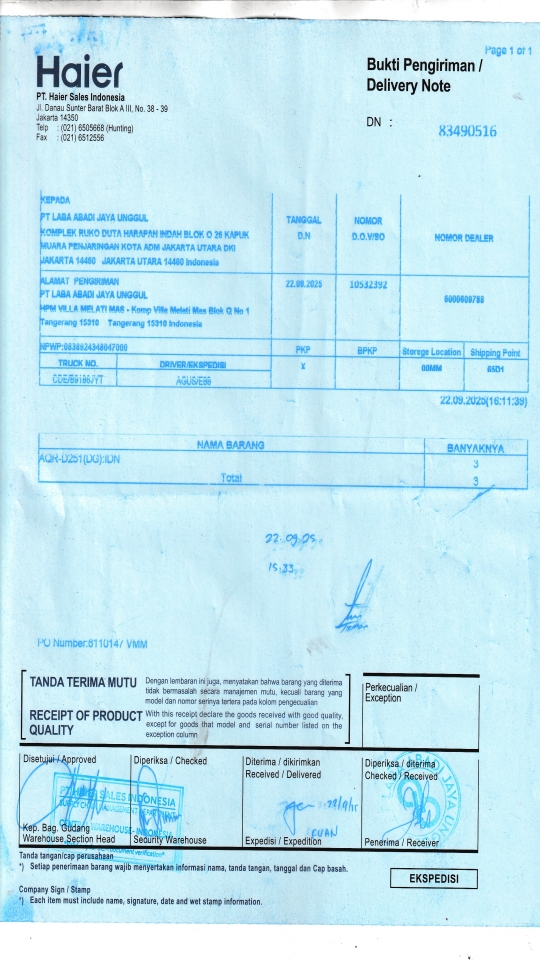 Page 1 of 1
Haier
PT. Haier Sales Indonesia
Jl. Danau Sunter Barat Blok A III, No. 38 - 39
Jakarta 14350
Telp : (021) 6505668 (Hunting)
Fax : (021) 6512556
Bukti Pengiriman /
Delivery Note
DN :
83490516
KEPADA
PT LABA ABADI JAYA UNGGUL
KOMPLEK RUKO DUTA HARAPAN INDAH BLOK O 26 KAPUK
MUARA PENJARINGAN KOTA ADM JAKARTA UTARA DKI
JAKARTA 14460 JAKARTA UTARA 14460 Indonesia
TANGGAL
D.N
NOMOR
D.O.V/SO
NOMOR DEALER
ALAMAT PENGIRIMAN
PT LABA ABADI JAYA UNGGUL
HPM VILLA MELATI MAS - Komp Villa Melati Mas Blok Q No 1
Tangerang 15310 Tangerang 15310 Indonesia
22.09.2025
10532392
NPWP:
PKP
BPKP
Storege Location
Shipping Point
TRUCK NO.
DRIVER/EKSPEDISI
X
00MM
65D1
22.09.2025(16:11:39)
NAMA BARANG
BANYAKNYA
AQR-D251(DG):IDN
3
Total
3
22.09.25
15:33
PO Number:611014/ VMM
TANDA TERIMA MUTU
Dengan lembaran ini juga, menyatakan bahwa barang yang diterima
tidak bermasalah secara manajemen mutu, kecuali barang yang
model dan nomor serinya tertera pada kolom pengecualian
RECEIPT OF PRODUCT
QUALITY
With this receipt declare the goods received with good quality,
except for goods that model and serial number listed on the
exception column
Perkecualian /
Exception
Disetujui / Approved
Diperiksa / Checked
Diterima / dikirimkan
Received / Delivered
Diperiksa / diterima
Checked / Received
SALES INDONESIA
WAREHOUSE- INDONESIA
Kep. Bag. Gudang
Warehouse Section Head
Security Warehouse
Expedisi / Expedition
Penerima / Receiver
Tanda tangan/cap perusahaan
*) Setiap penerimaan barang wajib menyertakan informasi nama, tanda tangan, tanggal dan Cap basah.
Company Sign / Stamp
*) Each item must include name, signature, date and wet stamp information.
EKSPEDISI